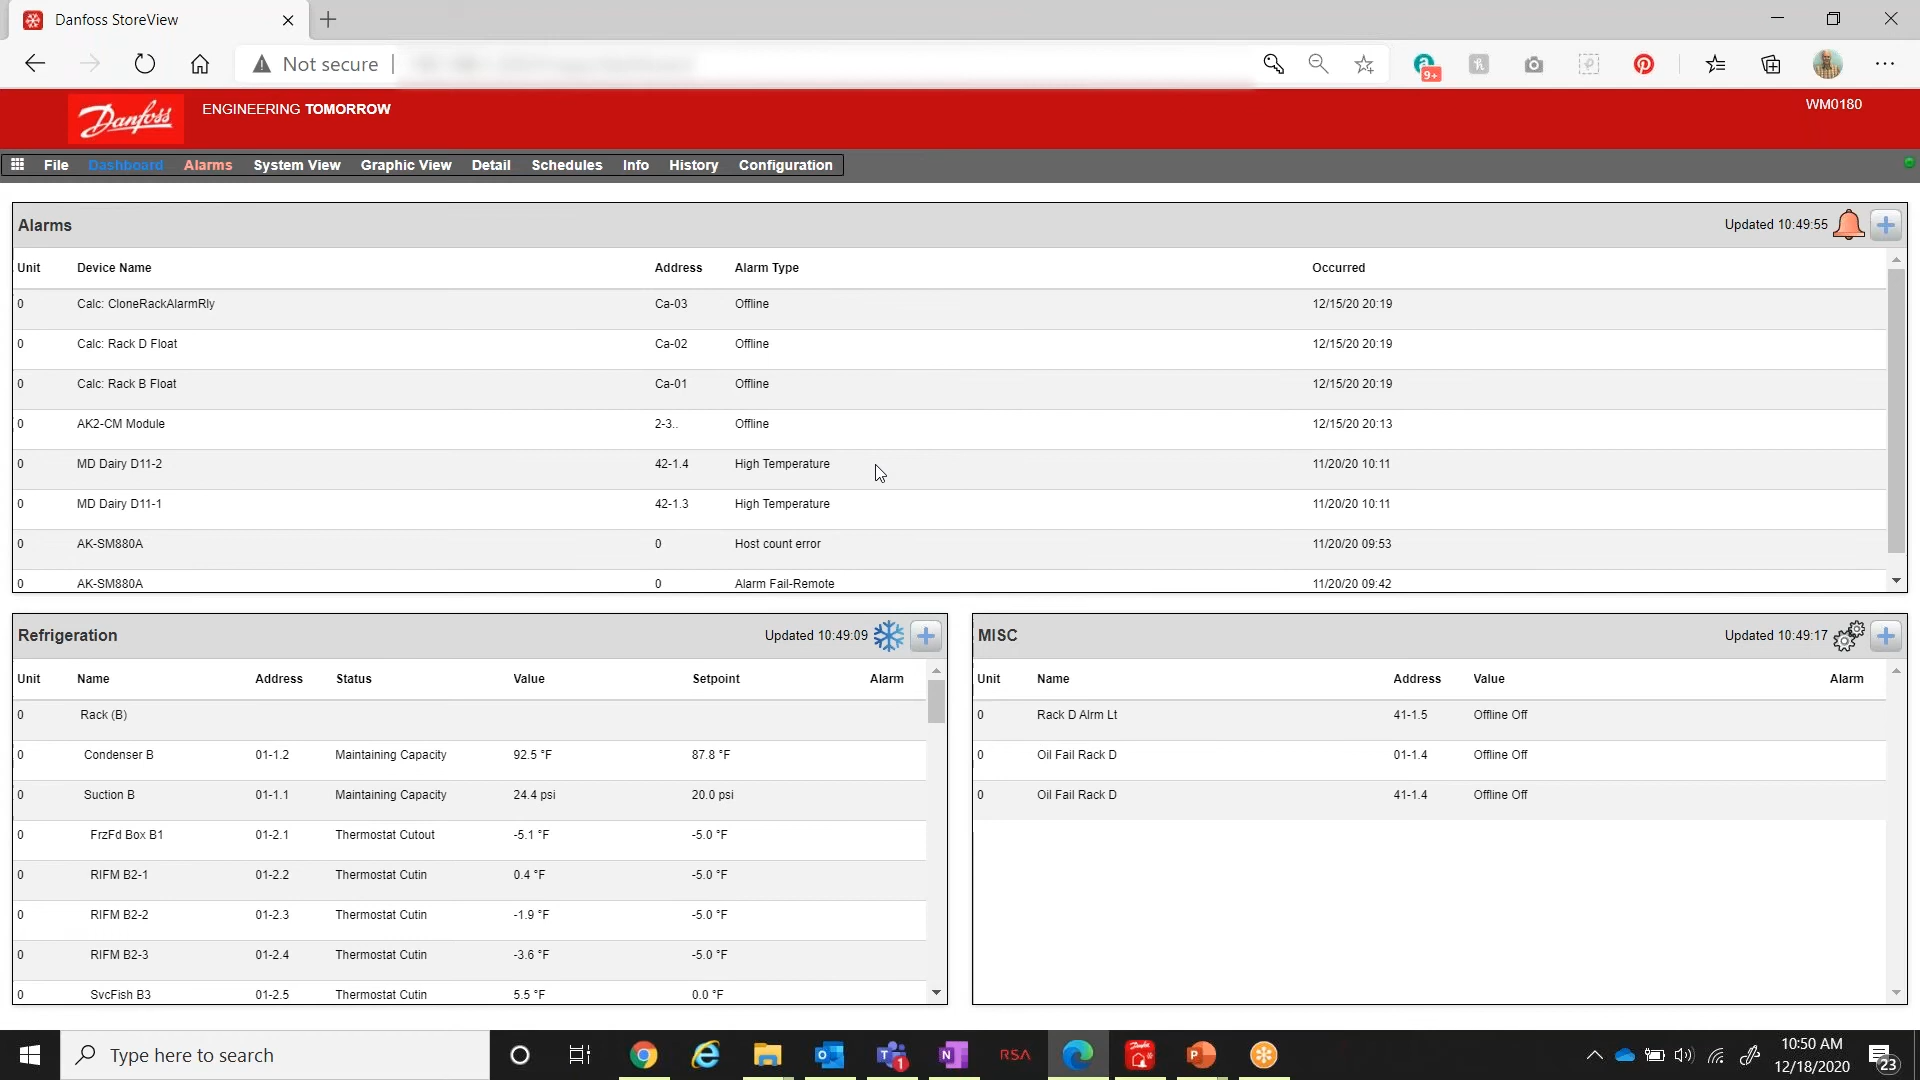 Danfoss StoreView
Not secure
9+
Danfoss
ENGINEERING TOMORROW
WM0180
File Dashboard Alarms System View Graphic View Detail Schedules Info History Configuration
Alarms
Updated 10:49:55
Unit Device Name Address Alarm Type Occurred
0 Calc: CloneRackAlarmRly Ca-03 Offline 12/15/20 20:19
0 Calc: Rack D Float Ca-02 Offline 12/15/20 20:19
0 Calc: Rack B Float Ca-01 Offline 12/15/20 20:19
0 AK2-CM Module 2-3.. Offline 12/15/20 20:13
0 MD Dairy D11-2 42-1.4 High Temperature 11/20/20 10:11
0 MD Dairy D11-1 42-1.3 High Temperature 11/20/20 10:11
0 AK-SM880A 0 Host count error 11/20/20 09:53
0 AK-SM880A 0 Alarm Fail-Remote 11/20/20 09:42
Refrigeration
Updated 10:49:09
Unit Name Address Status Value Setpoint Alarm
0 Rack (B)
0 Condenser B 01-1.2 Maintaining Capacity 92.5 °F 87.8 °F
0 Suction B 01-1.1 Maintaining Capacity 24.4 psi 20.0 psi
0 FrzFd Box B1 01-2.1 Thermostat Cutout -5.1 °F -5.0 °F
0 RIFM B2-1 01-2.2 Thermostat Cutin 0.4 °F -5.0 °F
0 RIFM B2-2 01-2.3 Thermostat Cutin -1.9 °F -5.0 °F
0 RIFM B2-3 01-2.4 Thermostat Cutin -3.6 °F -5.0 °F
0 SvcFish B3 01-2.5 Thermostat Cutin 5.5 °F 0.0 °F
MISC
Updated 10:49:17
Unit Name Address Value Alarm
0 Rack D Alrm Lt 41-1.5 Offline Off
0 Oil Fail Rack D 01-1.4 Offline Off
0 Oil Fail Rack D 41-1.4 Offline Off
Type here to search
RSA
10:50 AM
12/18/2020
23